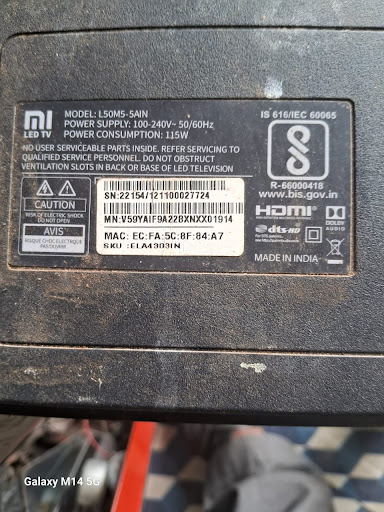 mi
LED TV
MODEL: L50M5-5AIN
POWER SUPPLY: 100-240V~ 50/60Hz
POWER CONSUMPTION: 115W
NO USER SERVICEABLE PARTS INSIDE. REFER SERVICING TO
QUALIFIED SERVICE PERSONNEL. DO NOT OBSTRUCT
VENTILATION SLOTS IN BACK OR BASE OF LED TELEVISION
IS 616/IEC 60065
R-66000418
www.bis.gov.in
CAUTION
RISK OF ELECTRIC SHOCK
DO NOT OPEN
AVIS
RISQUE CHOC ELECTRIQUE
PAS OUVRIR
SN:22154/121100027724
MN:V59YAIF9A22BXNXX01914
MAC: EC:FA:5C:8F:84:A7
SKU :ELA4303IN
HDMI
DOLBY
AUDIO
dts-HD
MADE IN INDIA
Galaxy M14 5G